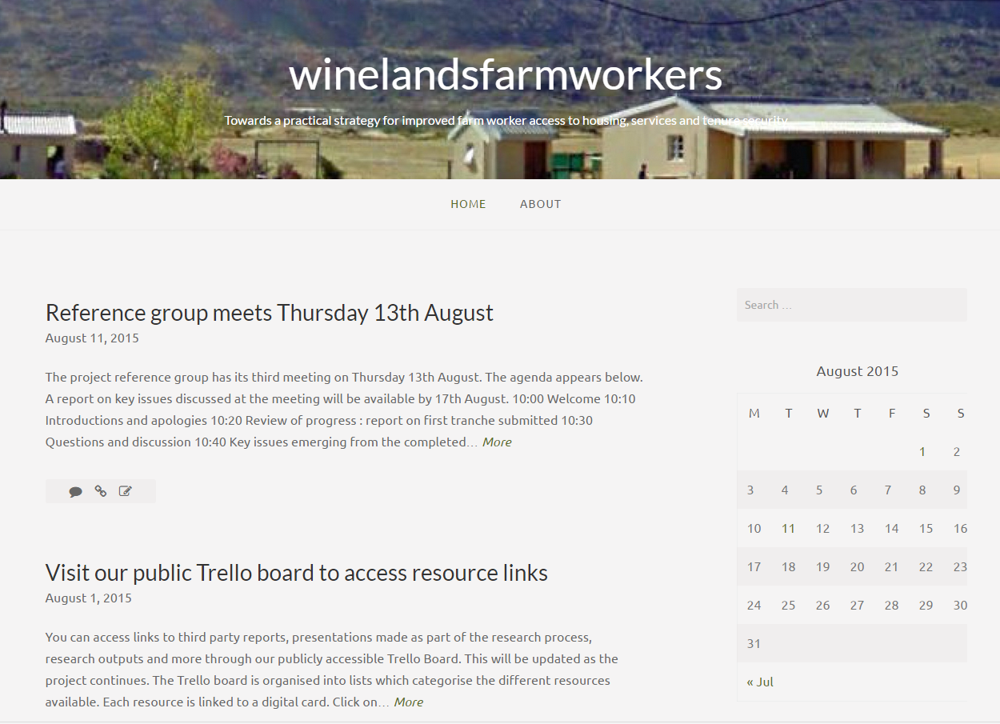 winelandsfarmworkers
Towards a practical strategy for improved farm worker access to housing, services and tenure security
HOME ABOUT
Reference group meets Thursday 13th August
August 11, 2015
The project reference group has its third meeting on Thursday 13th August. The agenda appears below.
A report on key issues discussed at the meeting will be available by 17th August. 10:00 Welcome 10:10
Introductions and apologies 10:20 Review of progress : report on first tranche submitted 10:30
Questions and discussion 10:40 Key issues emerging from the completed… More
Visit our public Trello board to access resource links
August 1, 2015
You can access links to third party reports, presentations made as part of the research process,
research outputs and more through our publicly accessible Trello Board. This will be updated as the
project continues. The Trello board is organised into lists which categorise the different resources
available. Each resource is linked to a digital card. Click on… More
Search …
August 2015
M T W T F S S
1 2
3 4 5 6 7 8 9
10 11 12 13 14 15 16
17 18 19 20 21 22 23
24 25 26 27 28 29 30
31
« Jul